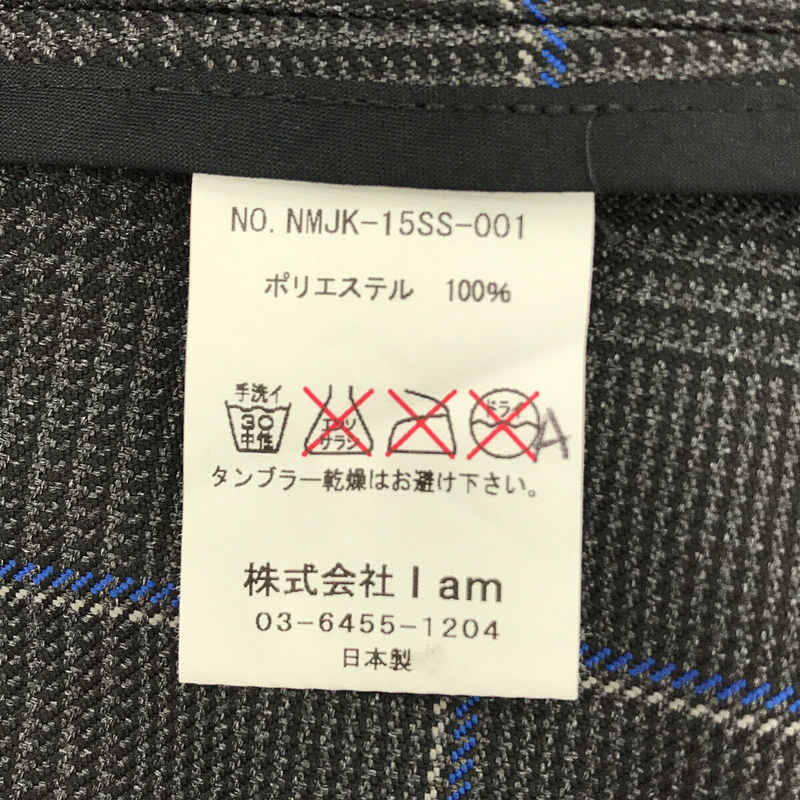 NO. NMJK-15SS-001
ポリエステル 100%
手洗イ
30
中性
エンソ
サラシ
ドライ
A
タンブラー乾燥はお避け下さい。
株式会社 I am
03-6455-1204
日本製